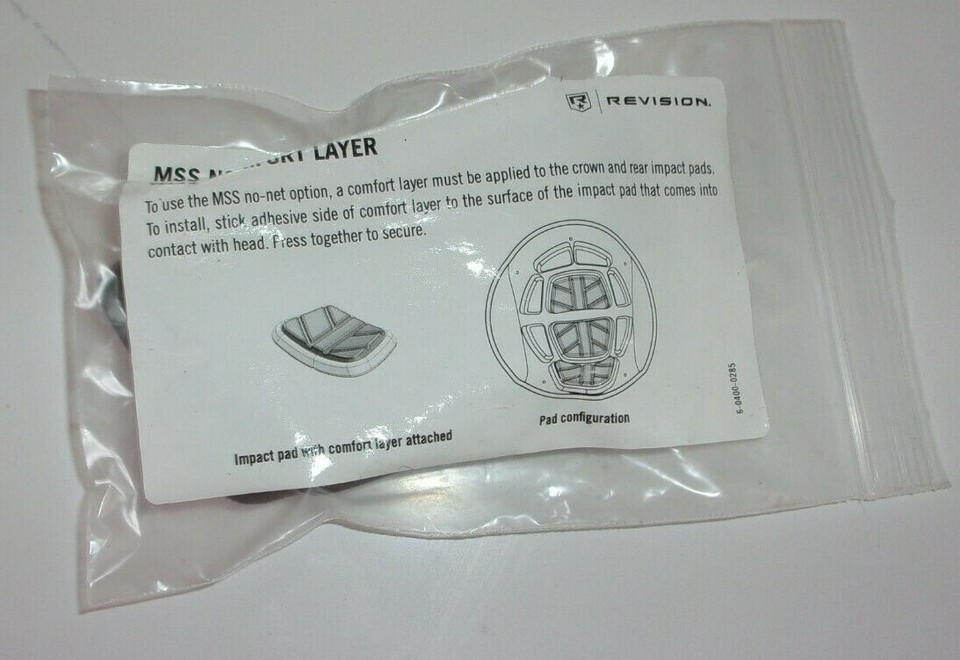 REVISION.
MSS LAYER
To use the MSS no-net option, a comfort layer must be applied to the crown and rear impact pads.
To install, stick adhesive side of comfort layer to the surface of the impact pad that comes into
contact with head. Press together to secure.
Impact pad with comfort layer attached
Pad configuration
6-0400-0285